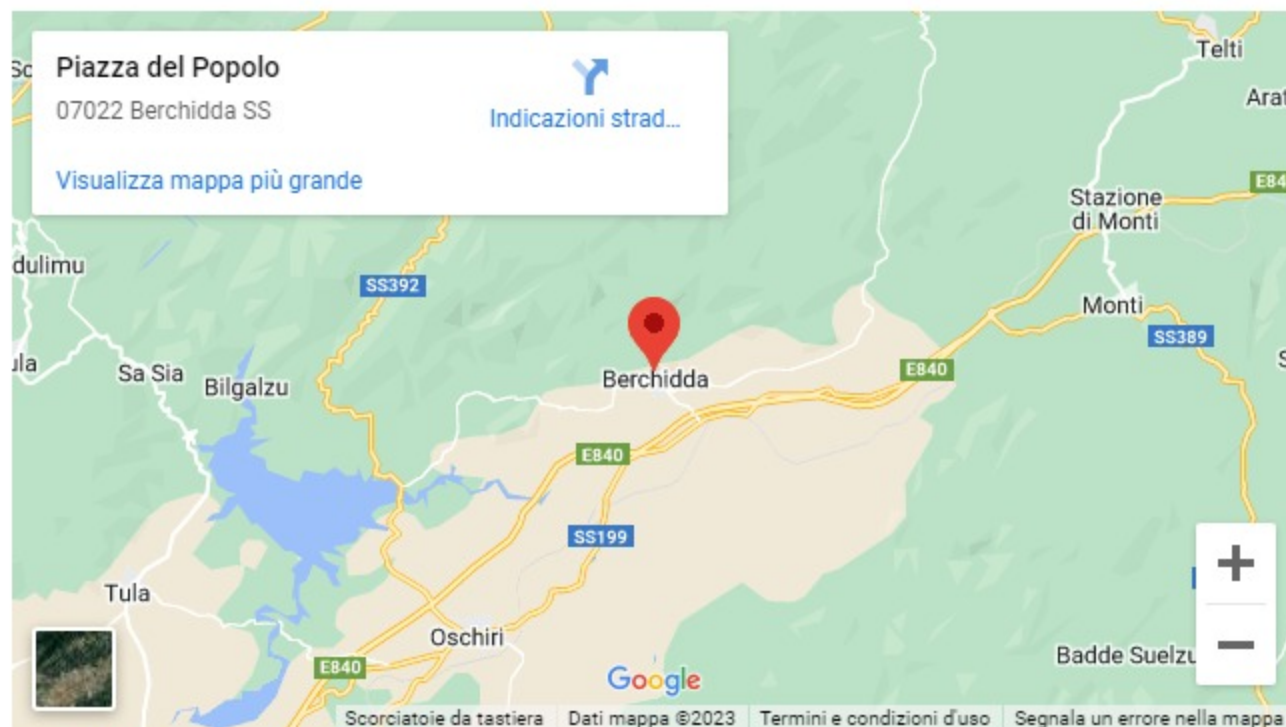 Piazza del Popolo
07022 Berchidda SS
Indicazioni strad...
Visualizza mappa più grande
Telti
Stazione
di Monti
E840
dulimu
SS392
Monti
SS389
ula
Sa Sia
Bilgalzu
Berchidda
E840
E840
SS199
Tula
Oschiri
E840
Badde Suelzu
Google
Scorciatoie da tastiera
Dati mappa ©2023
Termini e condizioni d'uso
Segnala un errore nella mappa